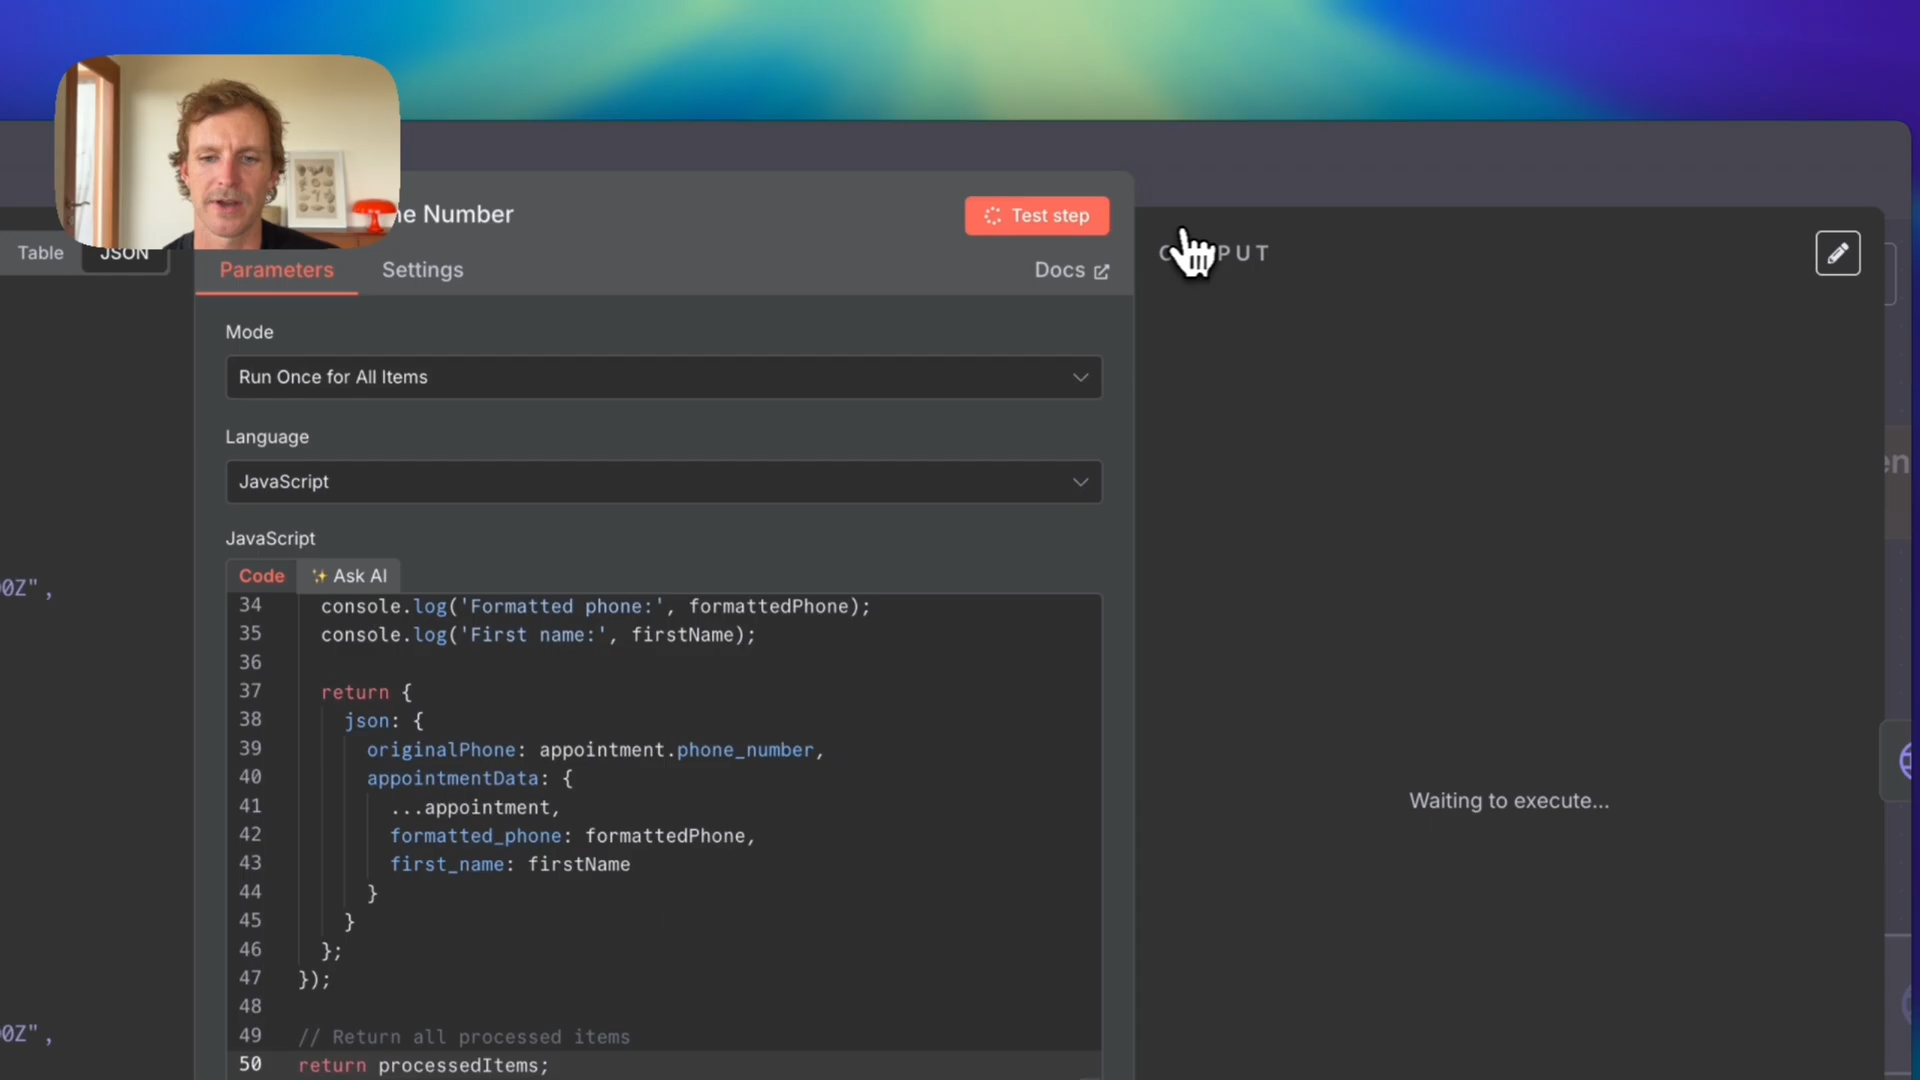 ne Number
Test step
Table
JSON
PUT
Parameters
Settings
Docs
Mode
Run Once for All Items
Language
JavaScript
JavaScript
Code
Ask AI
34 console.log('Formatted phone:', formattedPhone);
35 console.log('First name:', firstName);
36
37 return {
38 json: {
39 originalPhone: appointment.phone_number,
40 appointmentData: {
41 ...appointment,
42 formatted_phone: formattedPhone,
43 first_name: firstName
44 }
45 }
46 };
47 });
48
49 // Return all processed items
50 return processedItems;
0Z",
0Z",
Waiting to execute...
en